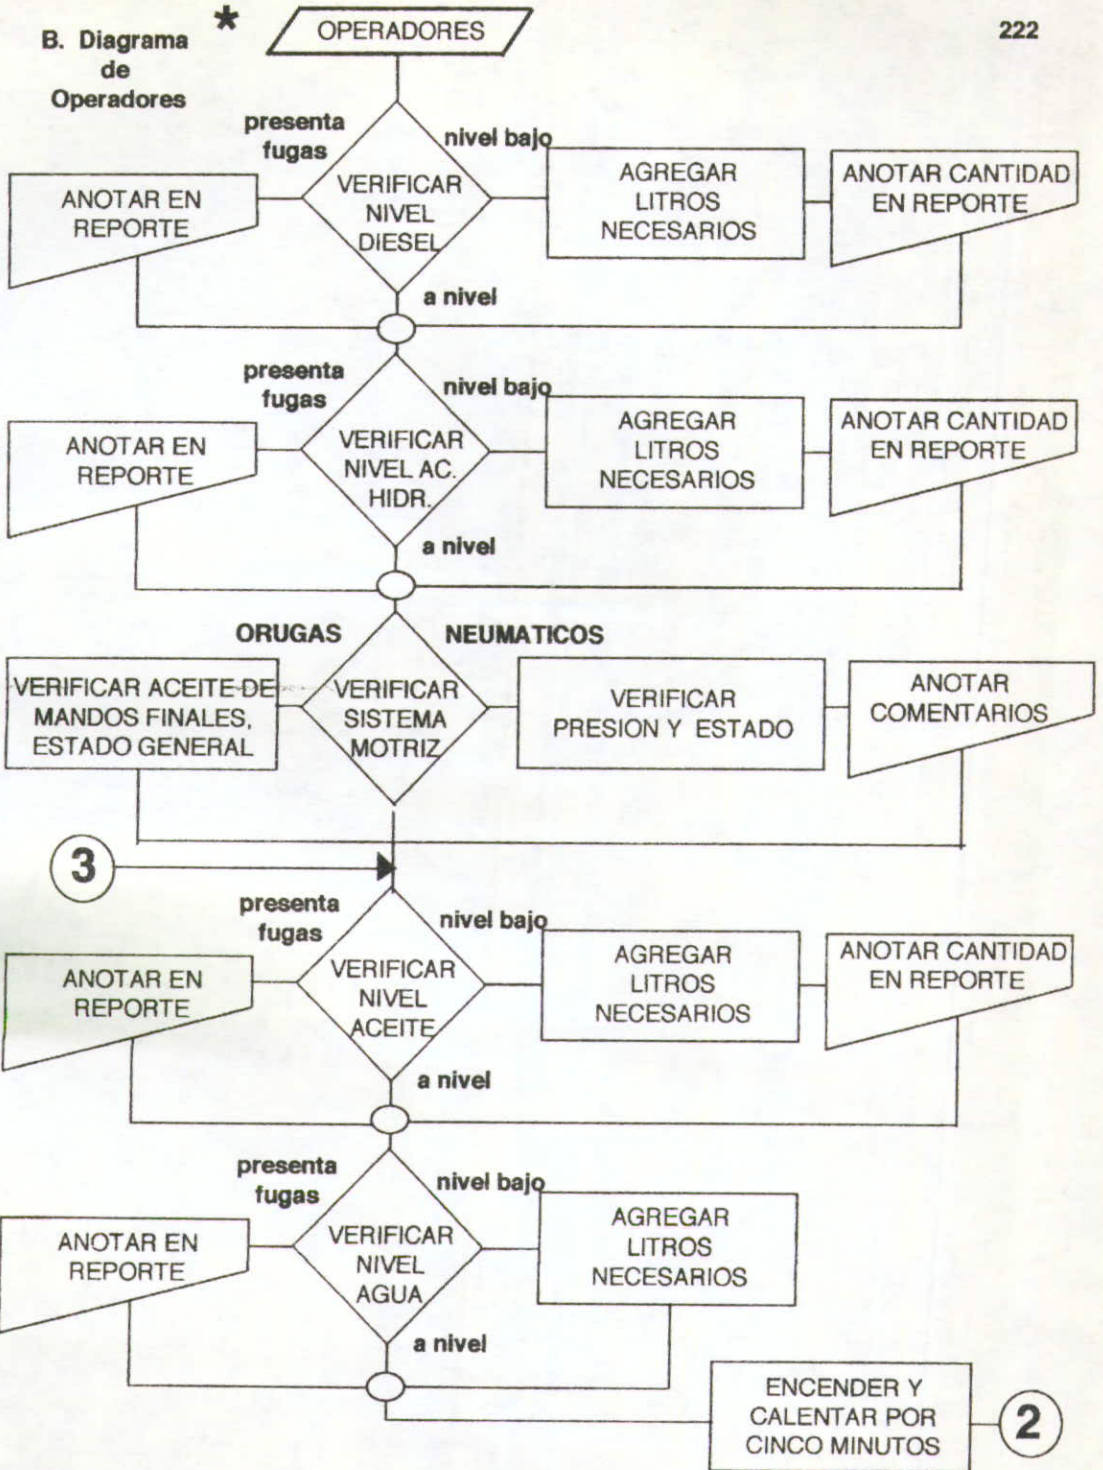 B. Diagrama
de
Operadores
*
OPERADORES
222
presenta
fugas
nivel bajo
ANOTAR EN
REPORTE
VERIFICAR
NIVEL
DIESEL
AGREGAR
LITROS
NECESARIOS
ANOTAR CANTIDAD
EN REPORTE
a nivel
presenta
fugas
nivel bajo
ANOTAR EN
REPORTE
VERIFICAR
NIVEL AC.
HIDR.
AGREGAR
LITROS
NECESARIOS
ANOTAR CANTIDAD
EN REPORTE
a nivel
ORUGAS
NEUMATICOS
VERIFICAR ACEITE DE
MANDOS FINALES,
ESTADO GENERAL
VERIFICAR
SISTEMA
MOTRIZ
VERIFICAR
PRESION Y ESTADO
ANOTAR
COMENTARIOS
3
presenta
fugas
nivel bajo
ANOTAR EN
REPORTE
VERIFICAR
NIVEL
ACEITE
AGREGAR
LITROS
NECESARIOS
ANOTAR CANTIDAD
EN REPORTE
a nivel
presenta
fugas
nivel bajo
ANOTAR EN
REPORTE
VERIFICAR
NIVEL
AGUA
AGREGAR
LITROS
NECESARIOS
a nivel
ENCENDER Y
CALENTAR POR
CINCO MINUTOS
2